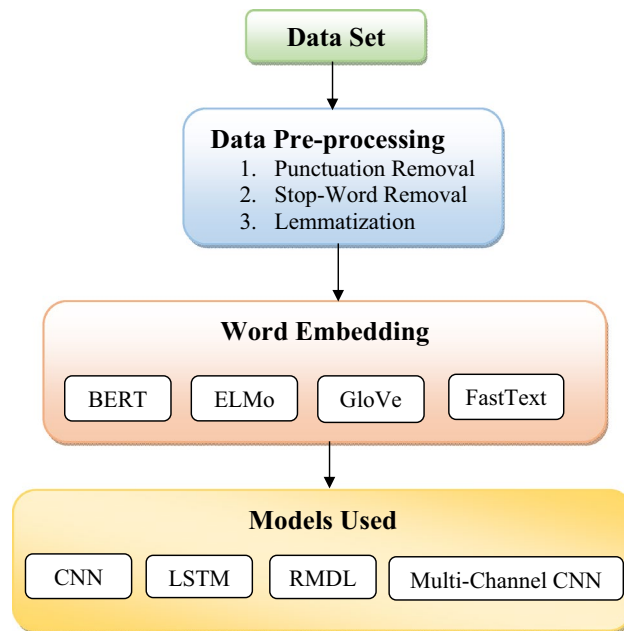 Data Set
Data Pre-processing
1. Punctuation Removal
2. Stop-Word Removal
3. Lemmatization
Word Embedding
BERT ELMo GloVe FastText
Models Used
CNN LSTM RMDL Multi-Channel CNN